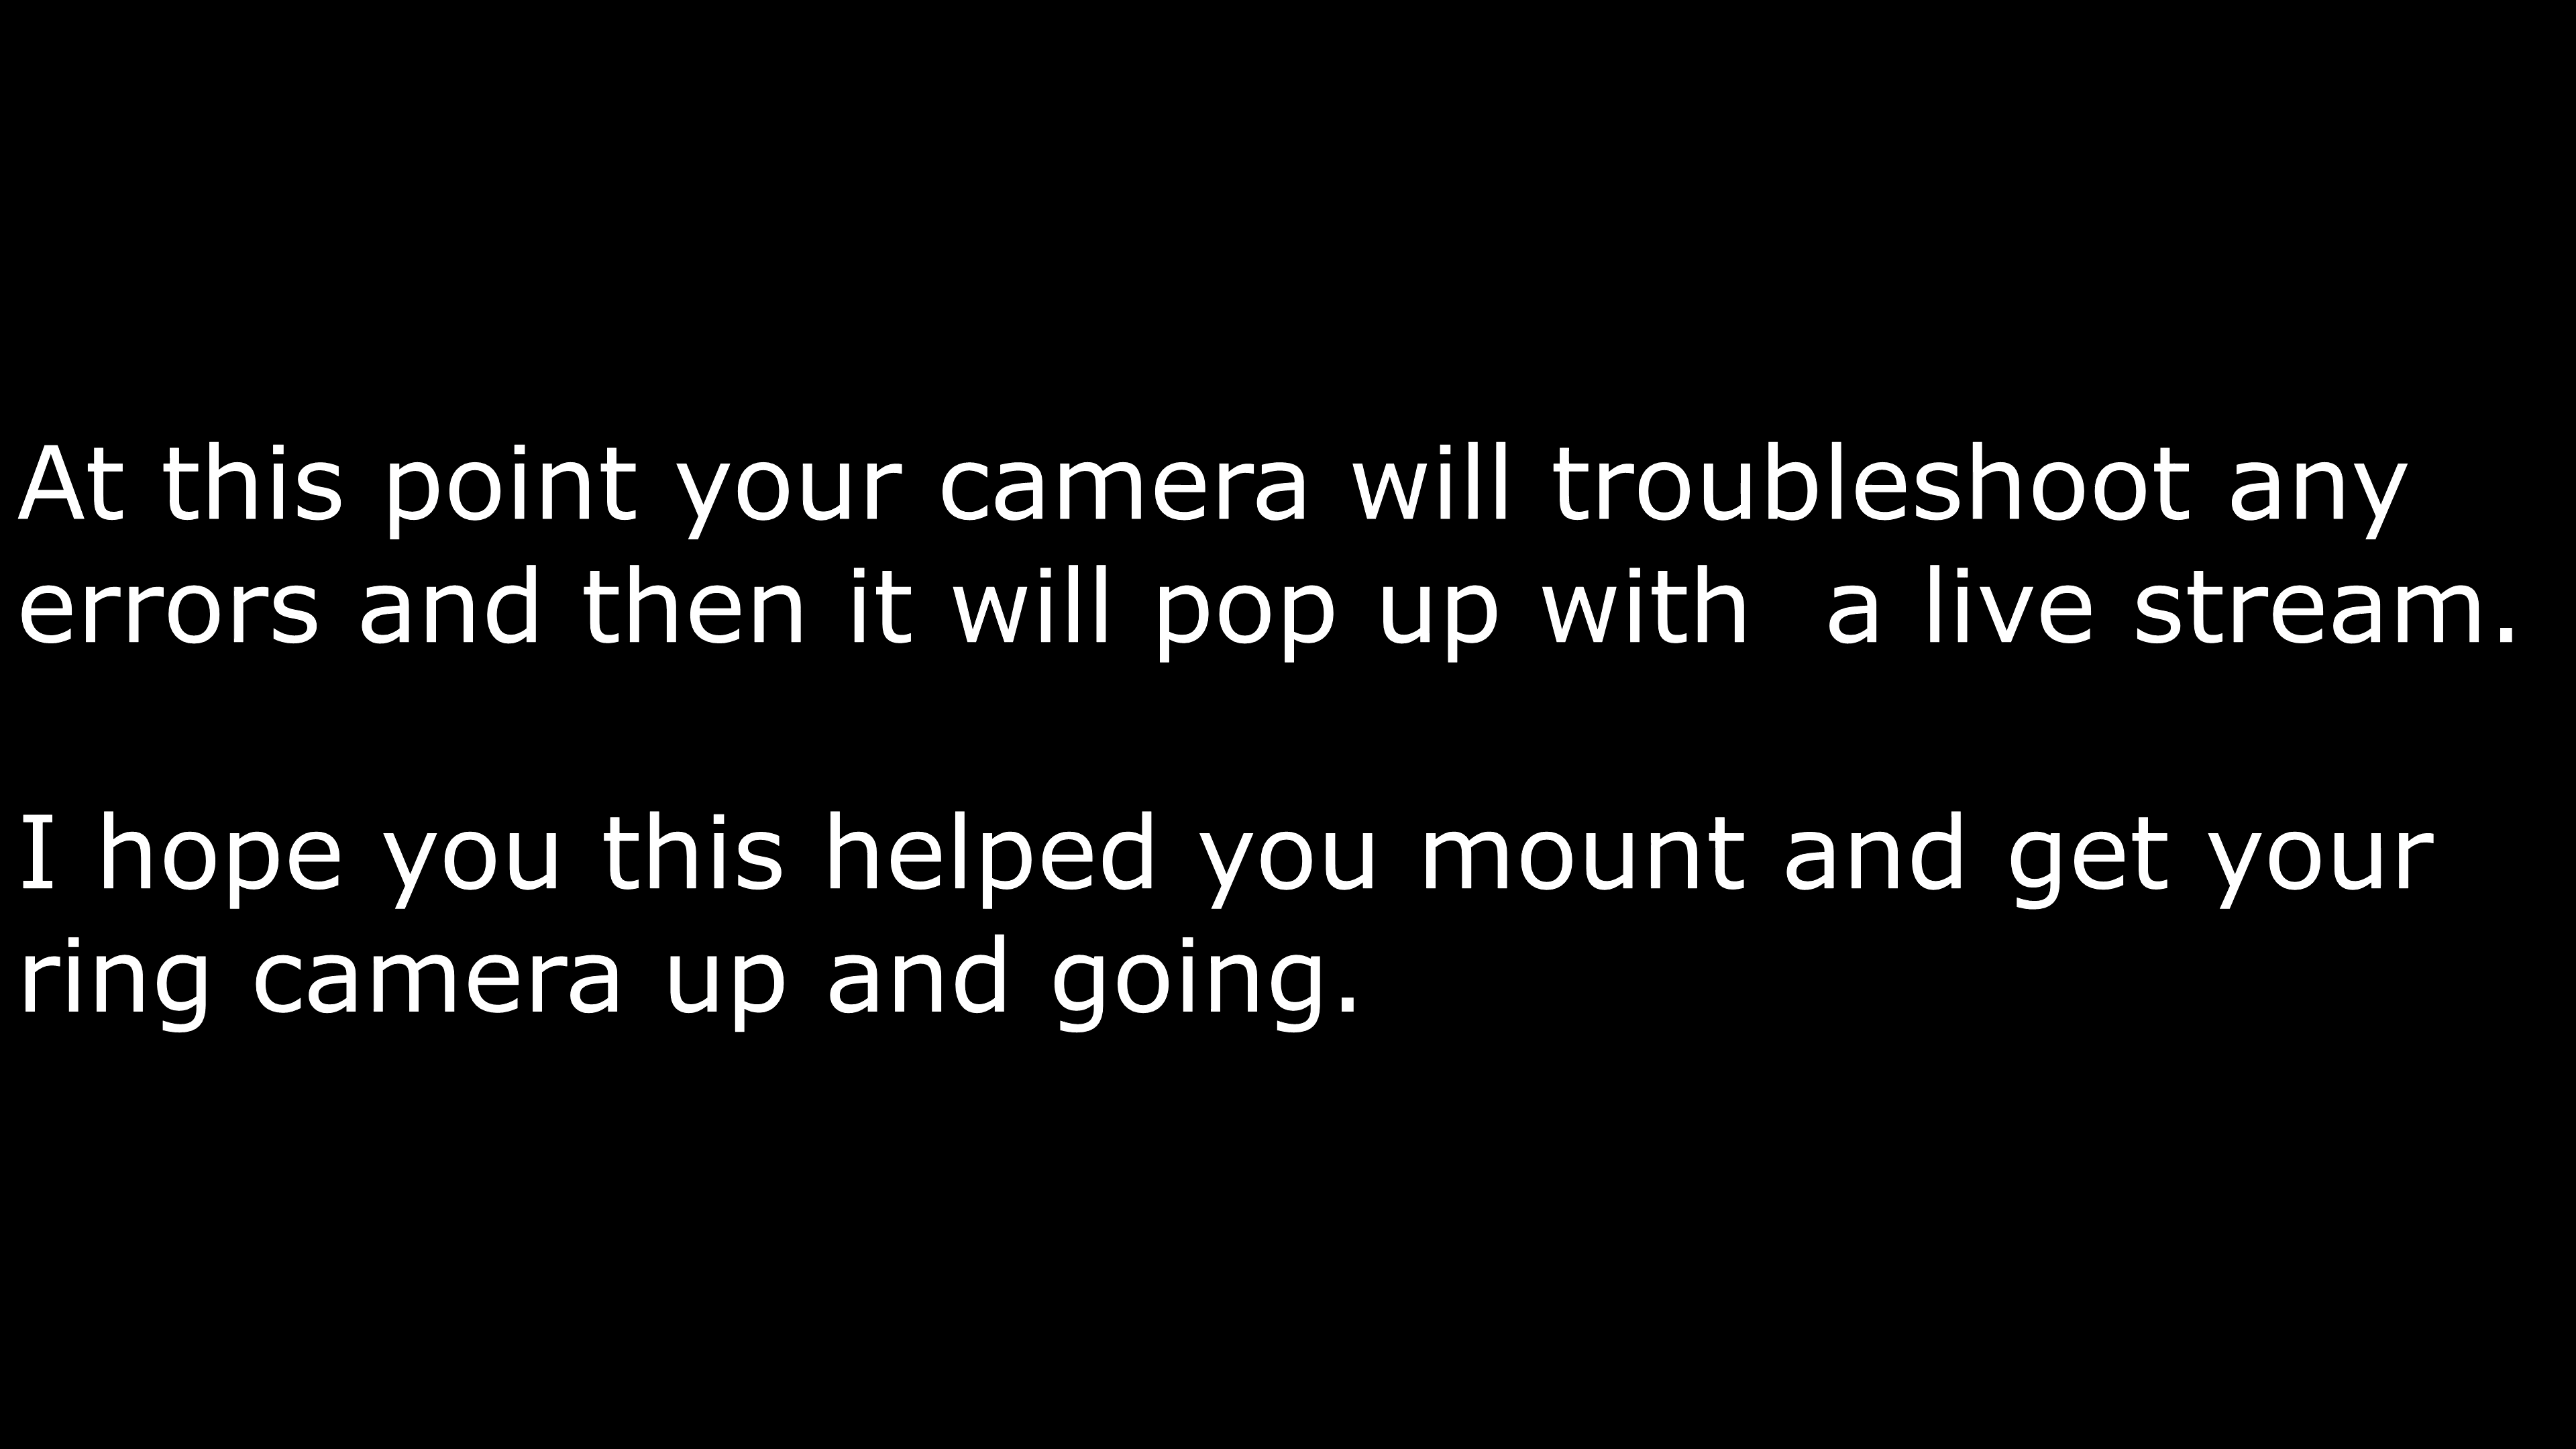 At this point your camera will troubleshoot any
errors and then it will pop up with  a live stream.
I hope you this helped you mount and get your
ring camera up and going.